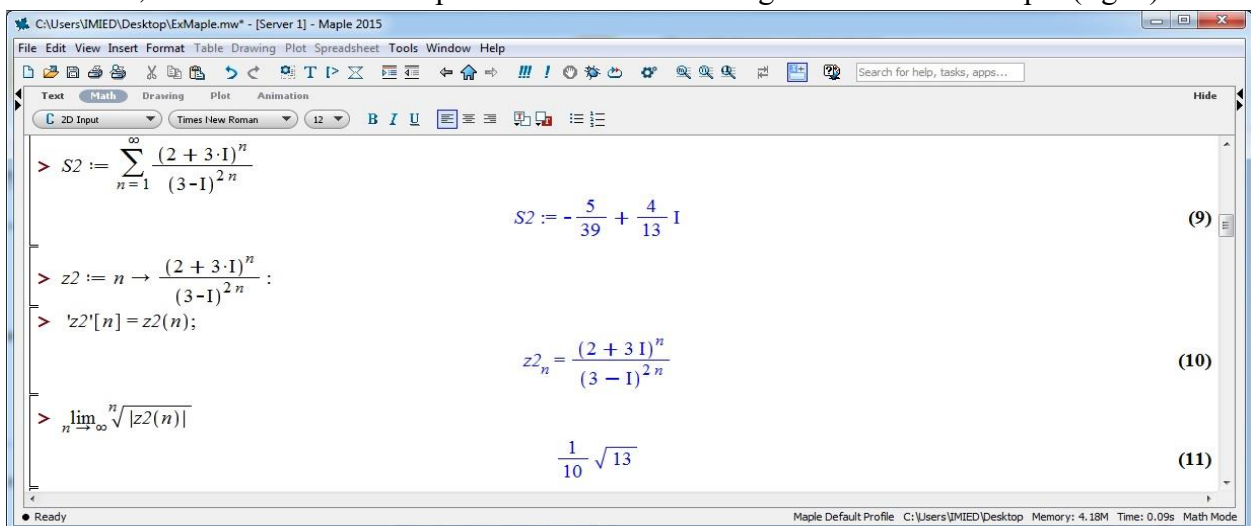 C:\Users\IMIED\Desktop\ExMaple.mw* - [Server 1] - Maple 2015
File Edit View Insert Format Table Drawing Plot Spreadsheet Tools Window Help
Search for help, tasks, apps...
Text Math Drawing Plot Animation Hide
C 2D Input Times New Roman 12 B I U
> S2 := ∑_{n=1}^{∞} (2 + 3·I)^n / (3-I)^{2 n}
S2 := - 5/39 + 4/13 I (9)
> z2 := n → (2 + 3·I)^n / (3-I)^{2 n} :
> 'z2'[n] = z2(n);
z2_n = (2 + 3 I)^n / (3 - I)^{2 n} (10)
> lim_{n → ∞} ^n√|z2(n)|
1/10 √13 (11)
Ready Maple Default Profile C:\Users\IMIED\Desktop Memory: 4.18M Time: 0.09s Math Mode